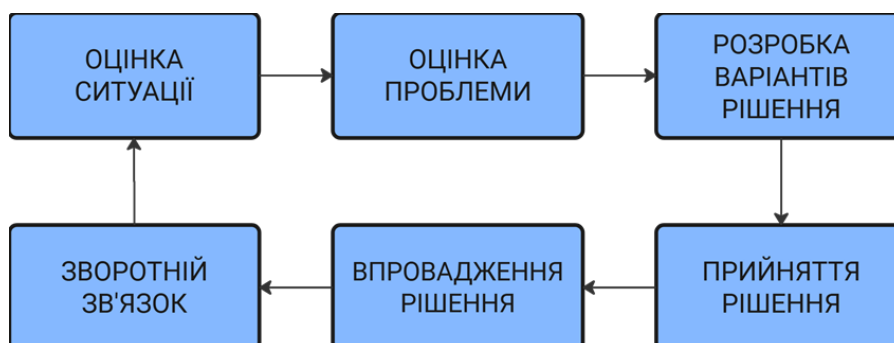 ОЦІНКА
СИТУАЦІЇ
ОЦІНКА
ПРОБЛЕМИ
РОЗРОБКА
ВАРІАНТІВ
РІШЕННЯ
ЗВОРОТНІЙ
ЗВ'ЯЗОК
ВПРОВАДЖЕННЯ
РІШЕННЯ
ПРИЙНЯТТЯ
РІШЕННЯ